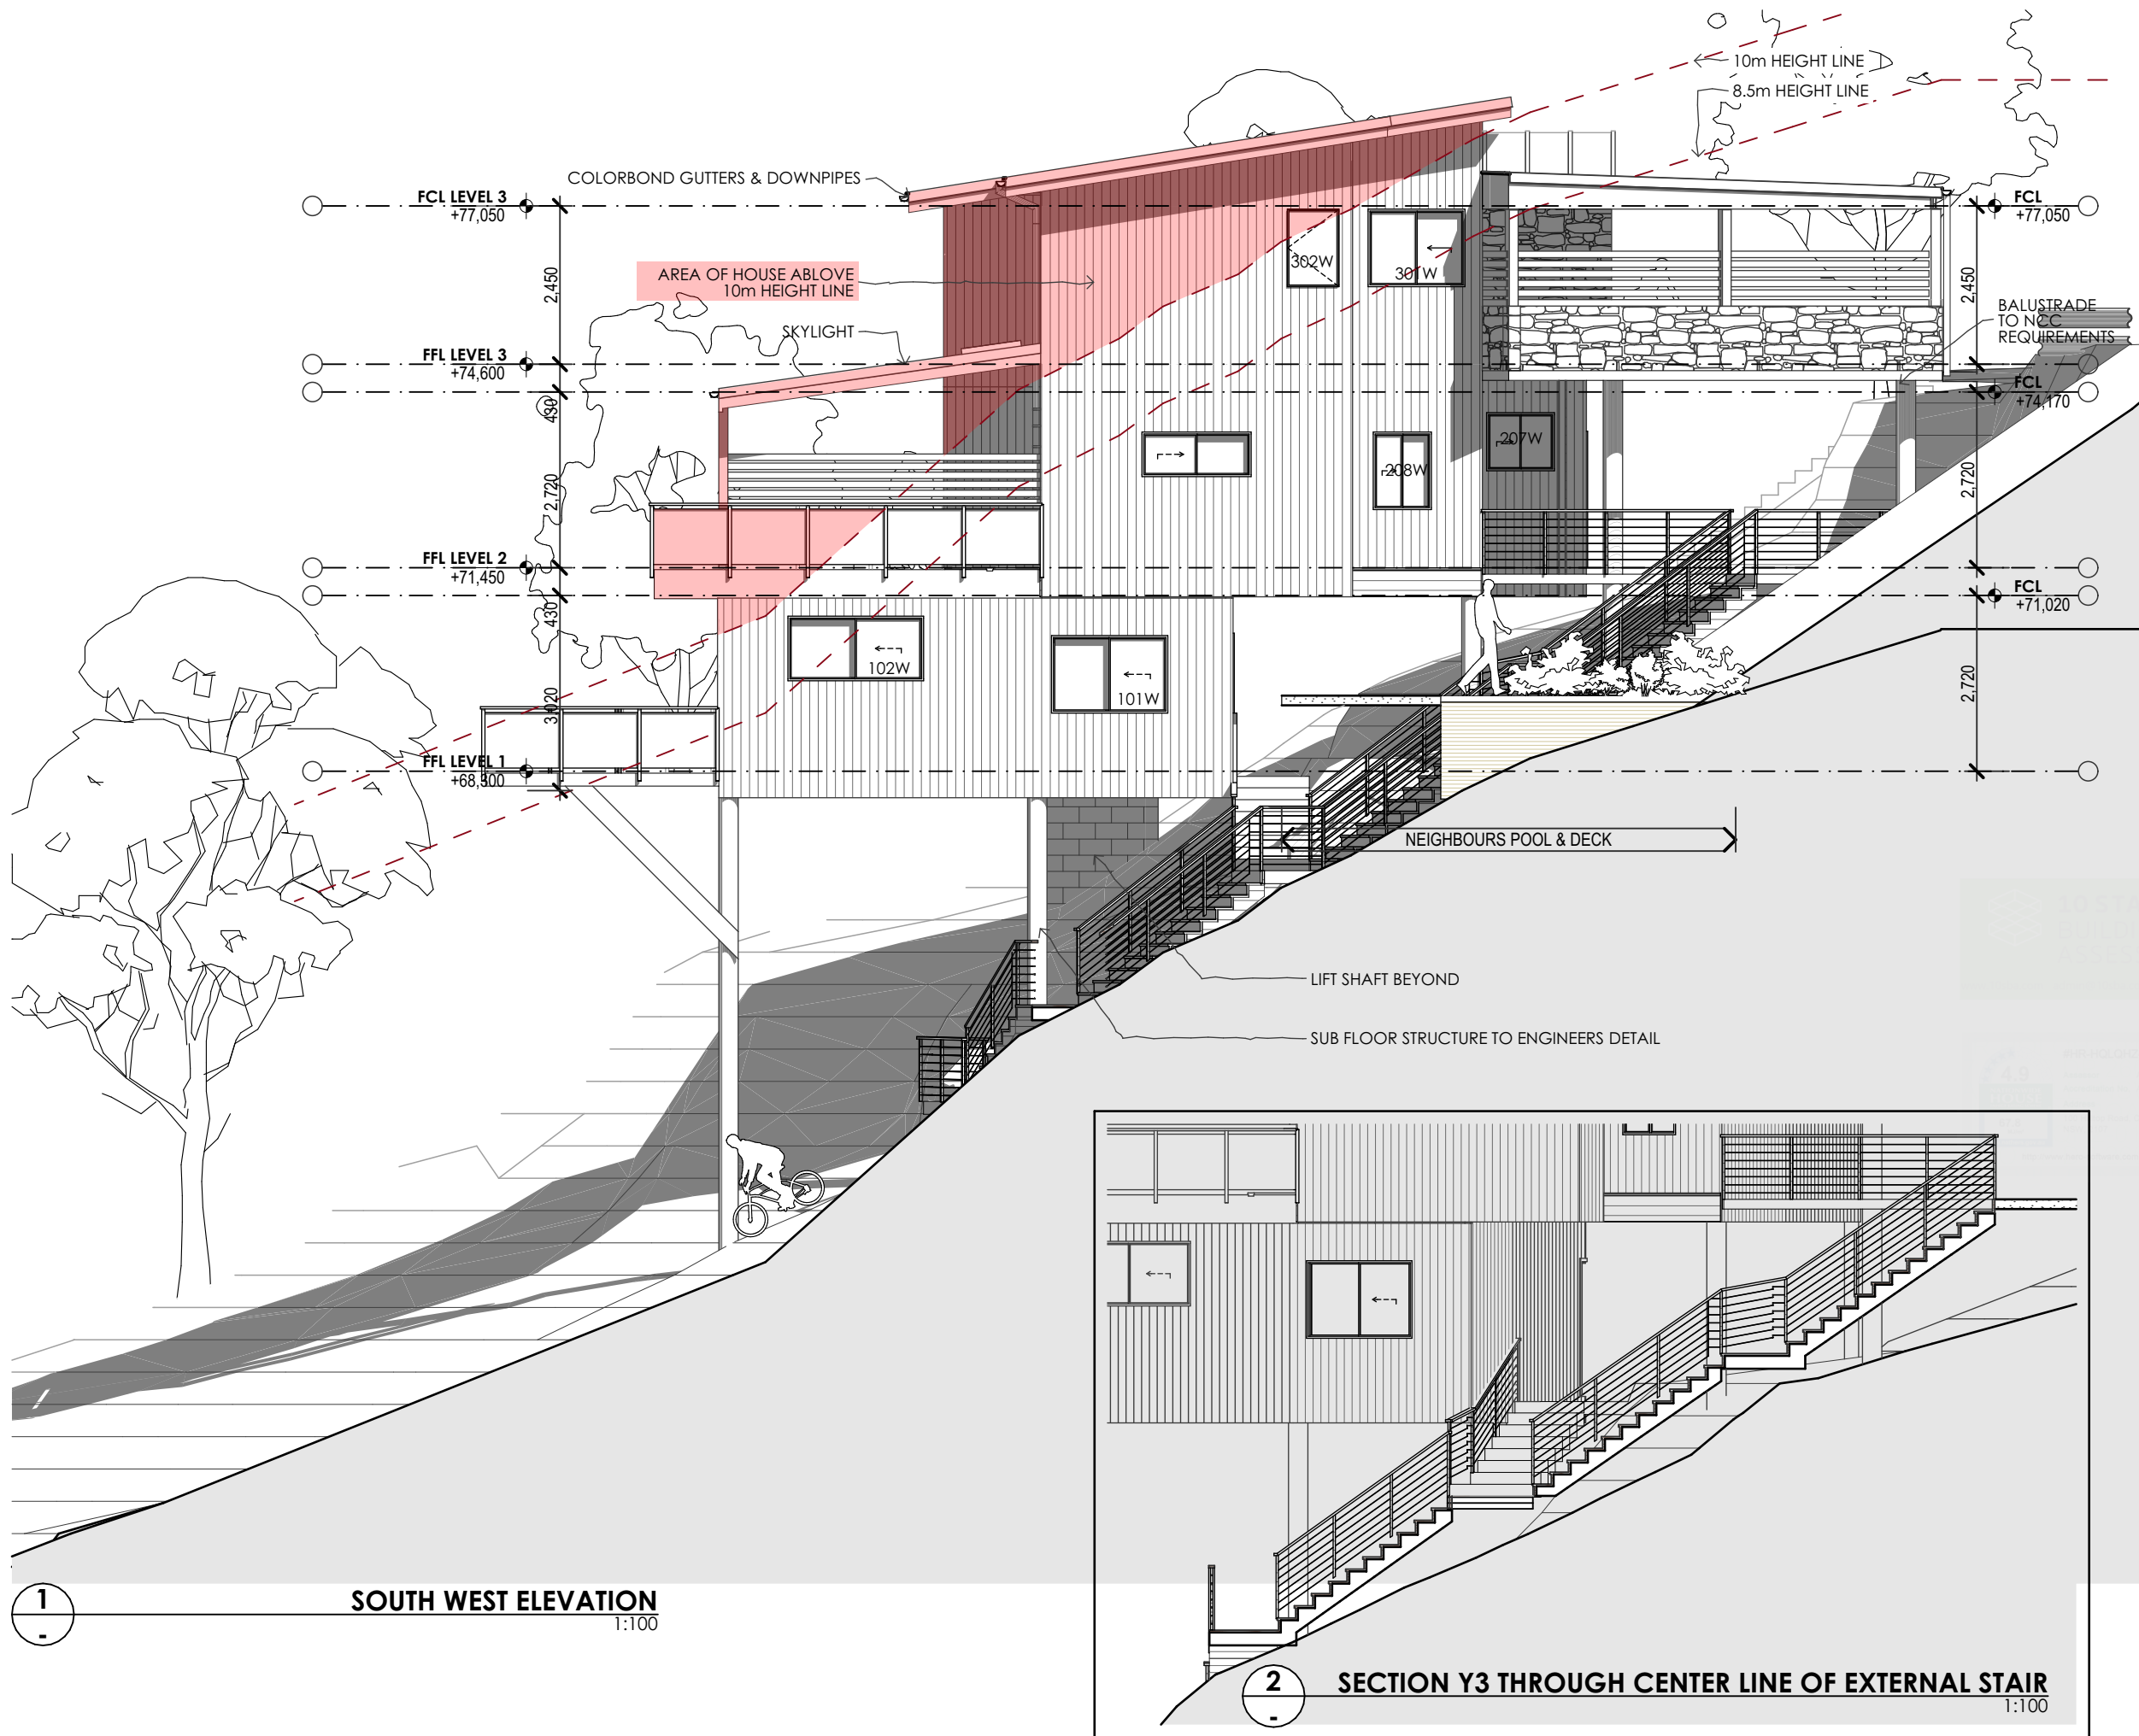 10m HEIGHT LINE
8.5m HEIGHT LINE
COLORBOND GUTTERS & DOWNPIPES
FCL LEVEL 3
+77,050
FCL
+77,050
AREA OF HOUSE ABLOVE
10m HEIGHT LINE
302W
301W
2,450
2,450
SKYLIGHT
BALUSTRADE
TO NCC
REQUIREMENTS
FFL LEVEL 3
+74,600
FCL
+74,170
430
207W
208W
2,720
2,720
FFL LEVEL 2
+71,450
FCL
+71,020
430
102W
101W
3,020
2,720
FFL LEVEL 1
+68,300
NEIGHBOURS POOL & DECK
LIFT SHAFT BEYOND
SUB FLOOR STRUCTURE TO ENGINEERS DETAIL
1
-
SOUTH WEST ELEVATION
1:100
2
-
SECTION Y3 THROUGH CENTER LINE OF EXTERNAL STAIR
1:100